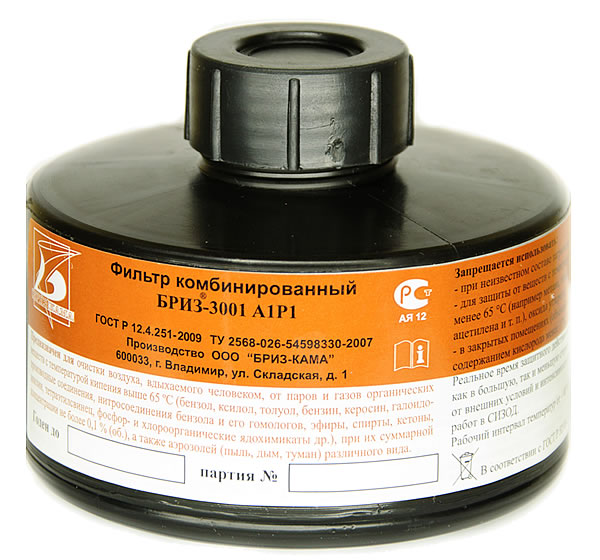 Фильтр комбинированный
БРИЗ®-3001 А1Р1
ГОСТ Р 12.4.251-2009 ТУ 2568-026-54598330-2007
Производство ООО "БРИЗ-КАМА"
600033, г. Владимир, ул. Складская, д. 1
РСТ
АЯ 12
i
Запрещается использовать
- при неизвестном составе
- для защиты от веществ с
менее 65 °С (например
ацетилена и т. п.), оксида
- в закрытых помещениях
содержанием кислорода
для очистки воздуха, вдыхаемого человеком, от паров и газов органических
с температурой кипения выше 65 °С (бензол, ксилол, толуол, бензин, керосин, галоидо-
соединения, нитросоединения бензола и его гомологов, эфиры, спирты, кетоны,
фосфор- и хлорорганические ядохимикаты др.), при их суммарной
не более 0,1 % (об.), а также аэрозолей (пыль, дым, туман) различного вида.
Годен до
партия №
Реальное время защитного
как в большую, так и меньшую
от внешних условий и
работ в СИЗОД.
Рабочий интервал температур от
В соответствии с ГОСТ Р